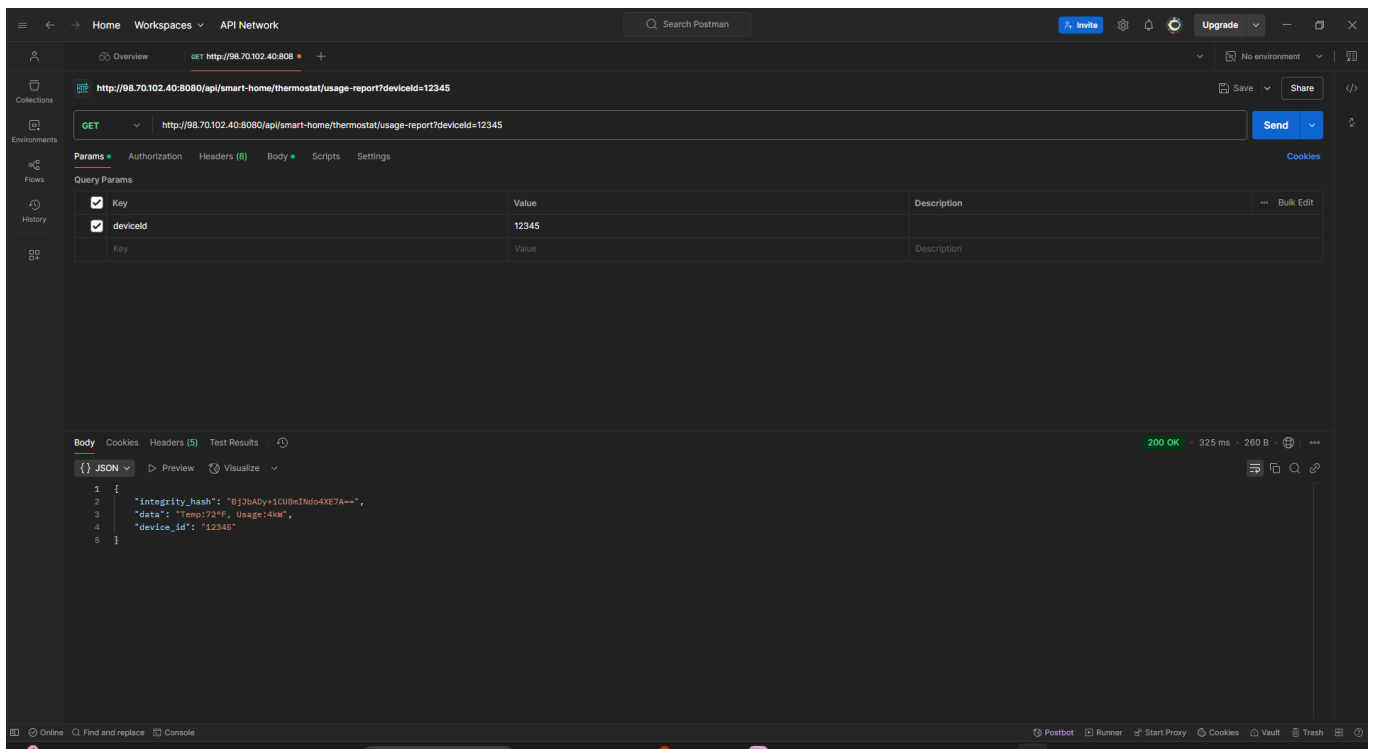 Home Workspaces API Network Search Postman Invite Upgrade
Overview GET http://98.70.102.40:808 No environment
http://98.70.102.40:8080/api/smart-home/thermostat/usage-report?deviceId=12345 Save Share
Collections
GET http://98.70.102.40:8080/api/smart-home/thermostat/usage-report?deviceId=12345 Send
Environments
Params Authorization Headers (8) Body Scripts Settings Cookies
Flows
Query Params
Key Value Description Bulk Edit
History
deviceId 12345
Key Value Description
Body Cookies Headers (5) Test Results 200 OK 325 ms 260 B
{} JSON Preview Visualize
1 {
2 "integrity_hash": "BjJbADy+1CU8mINdo4XE7A==",
3 "data": "Temp:72°F, Usage:4kW",
4 "device_id": "12345"
5 }
Online Find and replace Console Postbot Runner Start Proxy Cookies Vault Trash